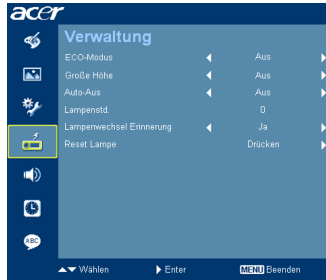 acer
Verwaltung
ECO-Modus Aus
Große Höhe Aus
Auto-Aus Aus
Lampenstd. 0
Lampenwechsel Erinnerung Ja
Reset Lampe Drücken
ABC
Wählen Enter MENU Beenden